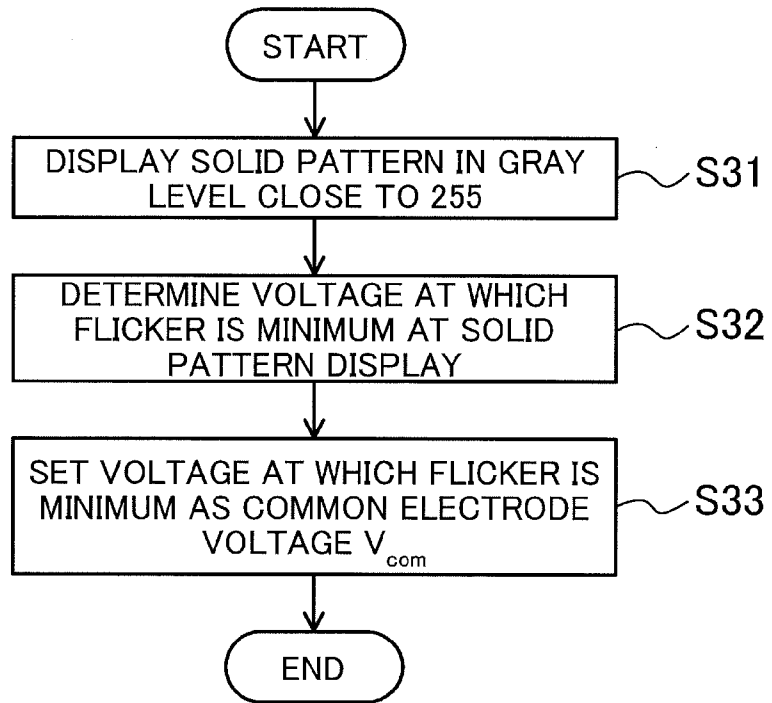 START
DISPLAY SOLID PATTERN IN GRAY
LEVEL CLOSE TO 255
S31
DETERMINE VOLTAGE AT WHICH
FLICKER IS MINIMUM AT SOLID
PATTERN DISPLAY
S32
SET VOLTAGE AT WHICH FLICKER IS
MINIMUM AS COMMON ELECTRODE
VOLTAGE Vcom
S33
END